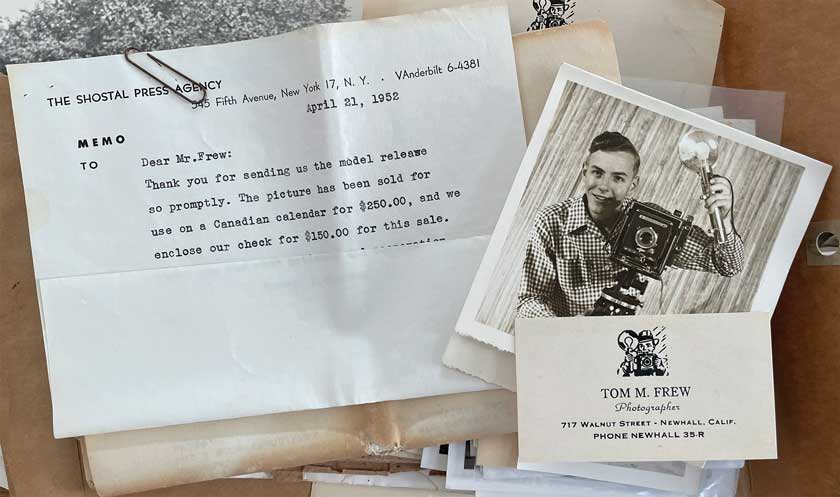 THE SHOSTAL PRESS AGENCY
545 Fifth Avenue, New York 17, N. Y. · VAnderbilt 6-4381
April 21, 1952
MEMO
TO
Dear Mr.Frew:
Thank you for sending us the model release
so promptly. The picture has been sold for
use on a Canadian calendar for $250.00, and we
enclose our check for $150.00 for this sale.
TOM M. FREW
Photographer
717 Walnut Street - Newhall, Calif.
PHONE NEWHALL 35-R